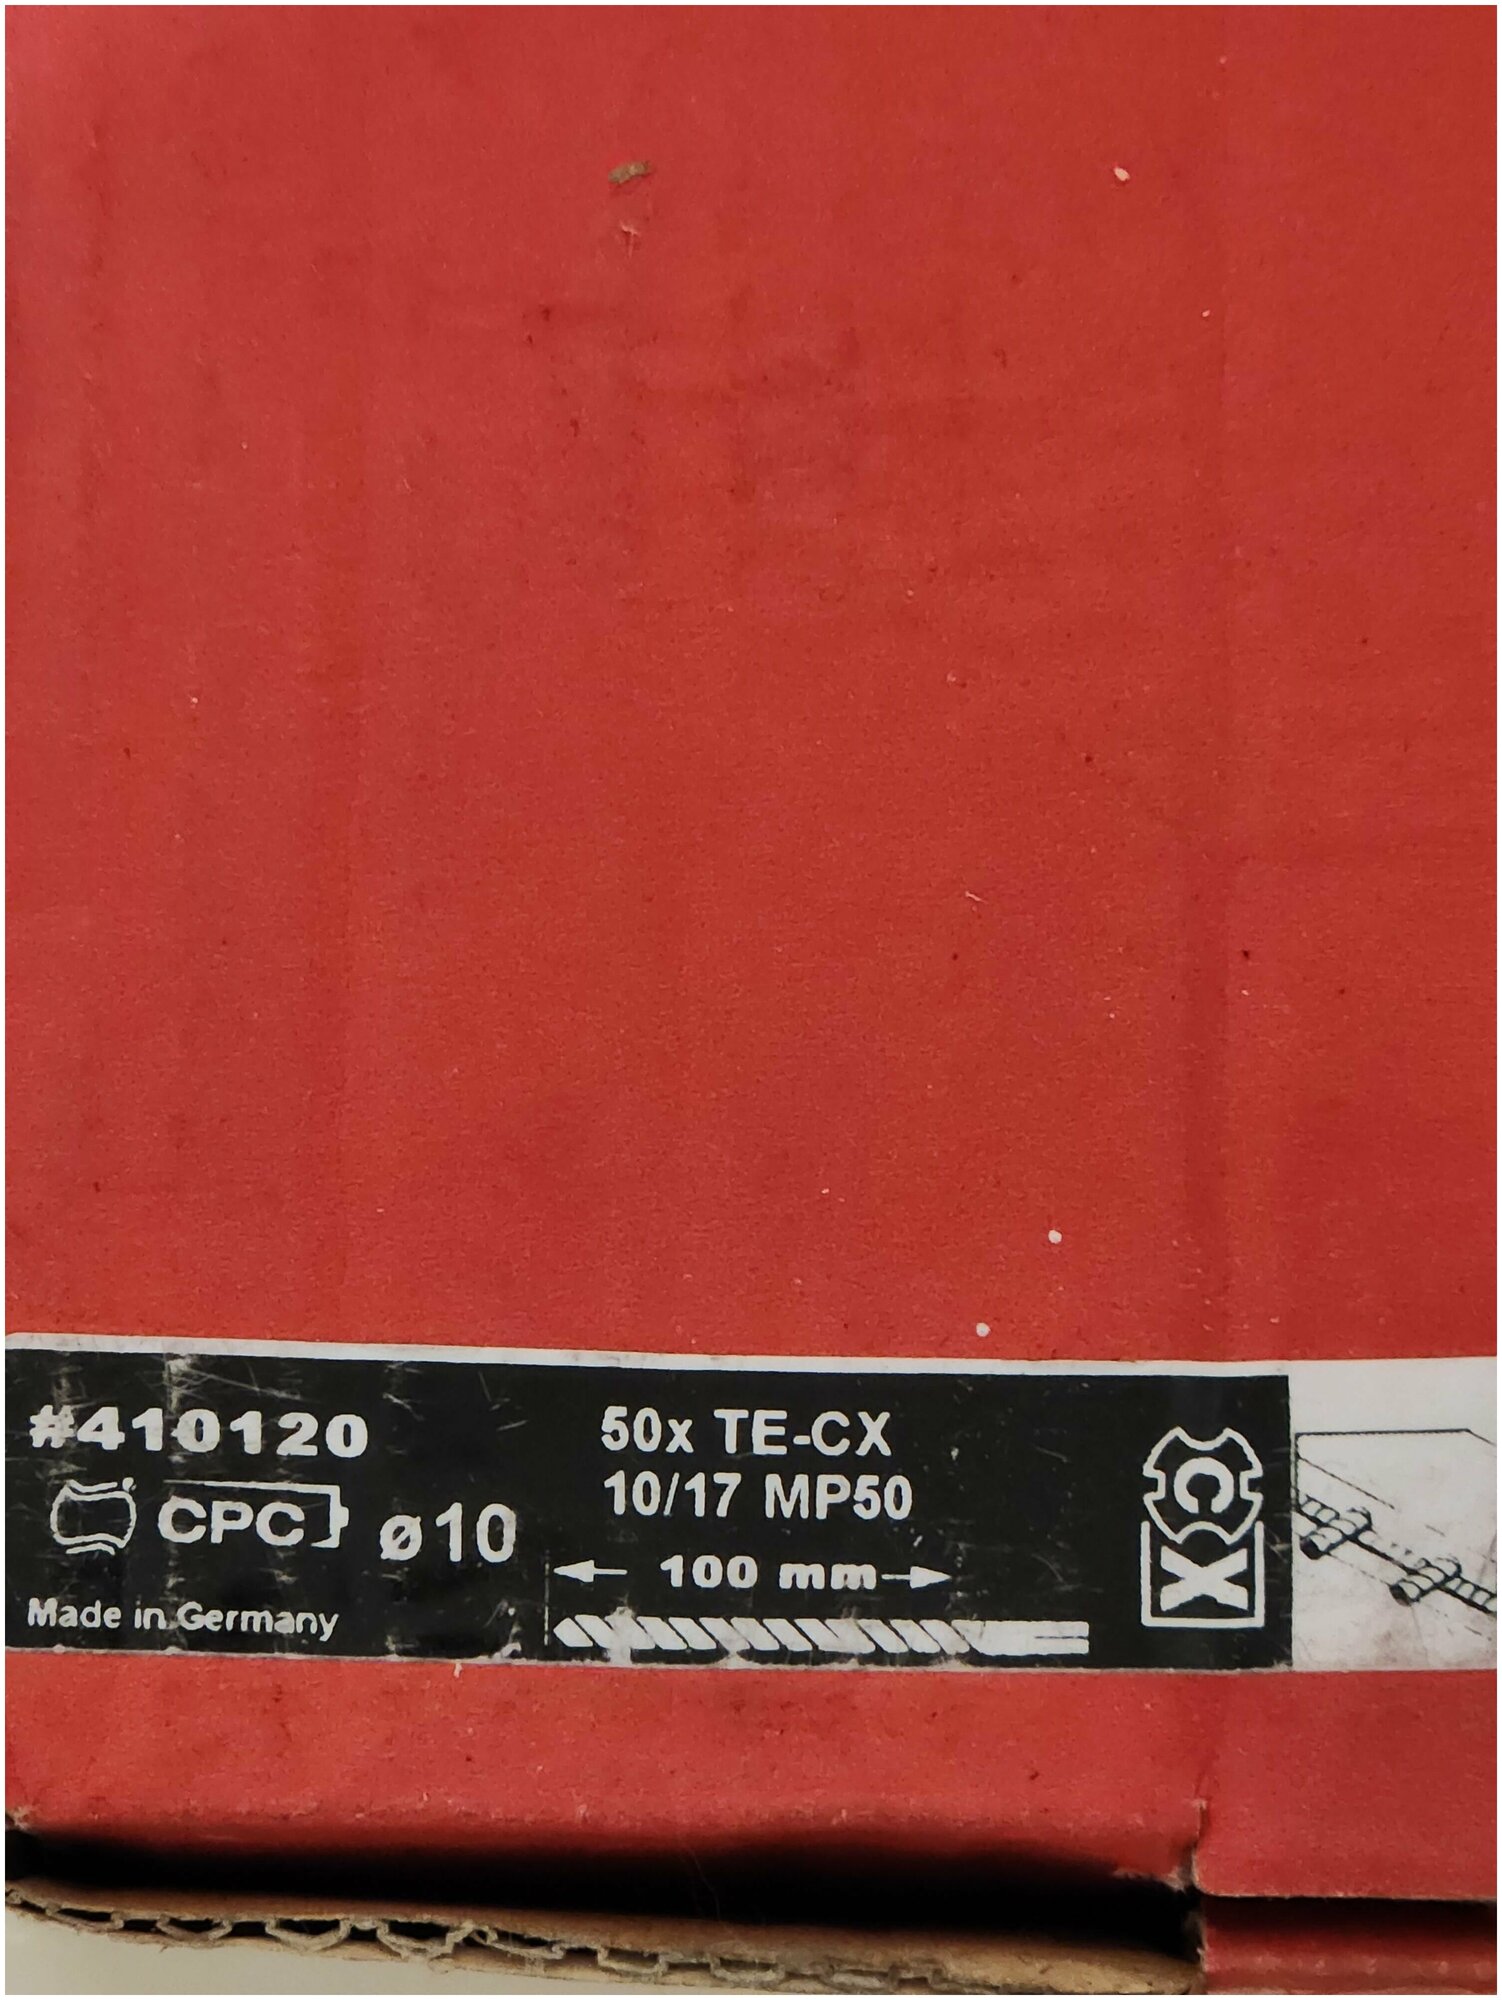 #410120
CPC ø10
Made in Germany
50x TE-CX
10/17 MP50
100 mm
CX